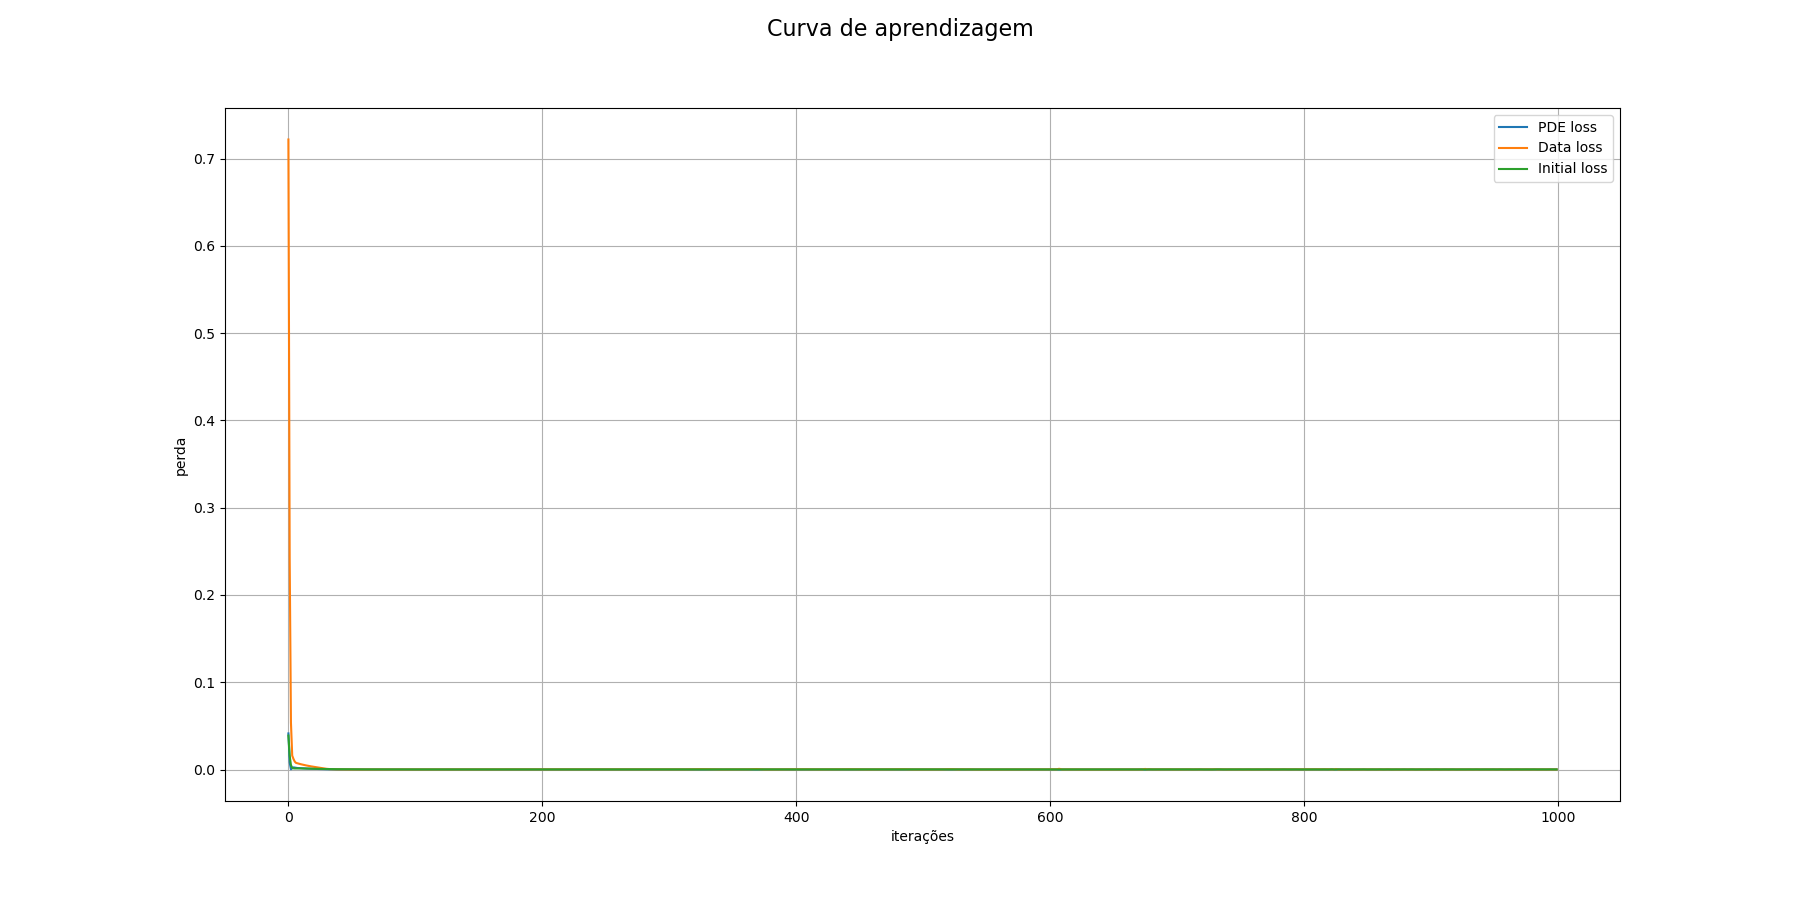 Curva de aprendizagem
PDE loss
Data loss
Initial loss
0.7
0.6
0.5
0.4
0.3
0.2
0.1
0.0
perda
0 200 400 600 800 1000
iterações